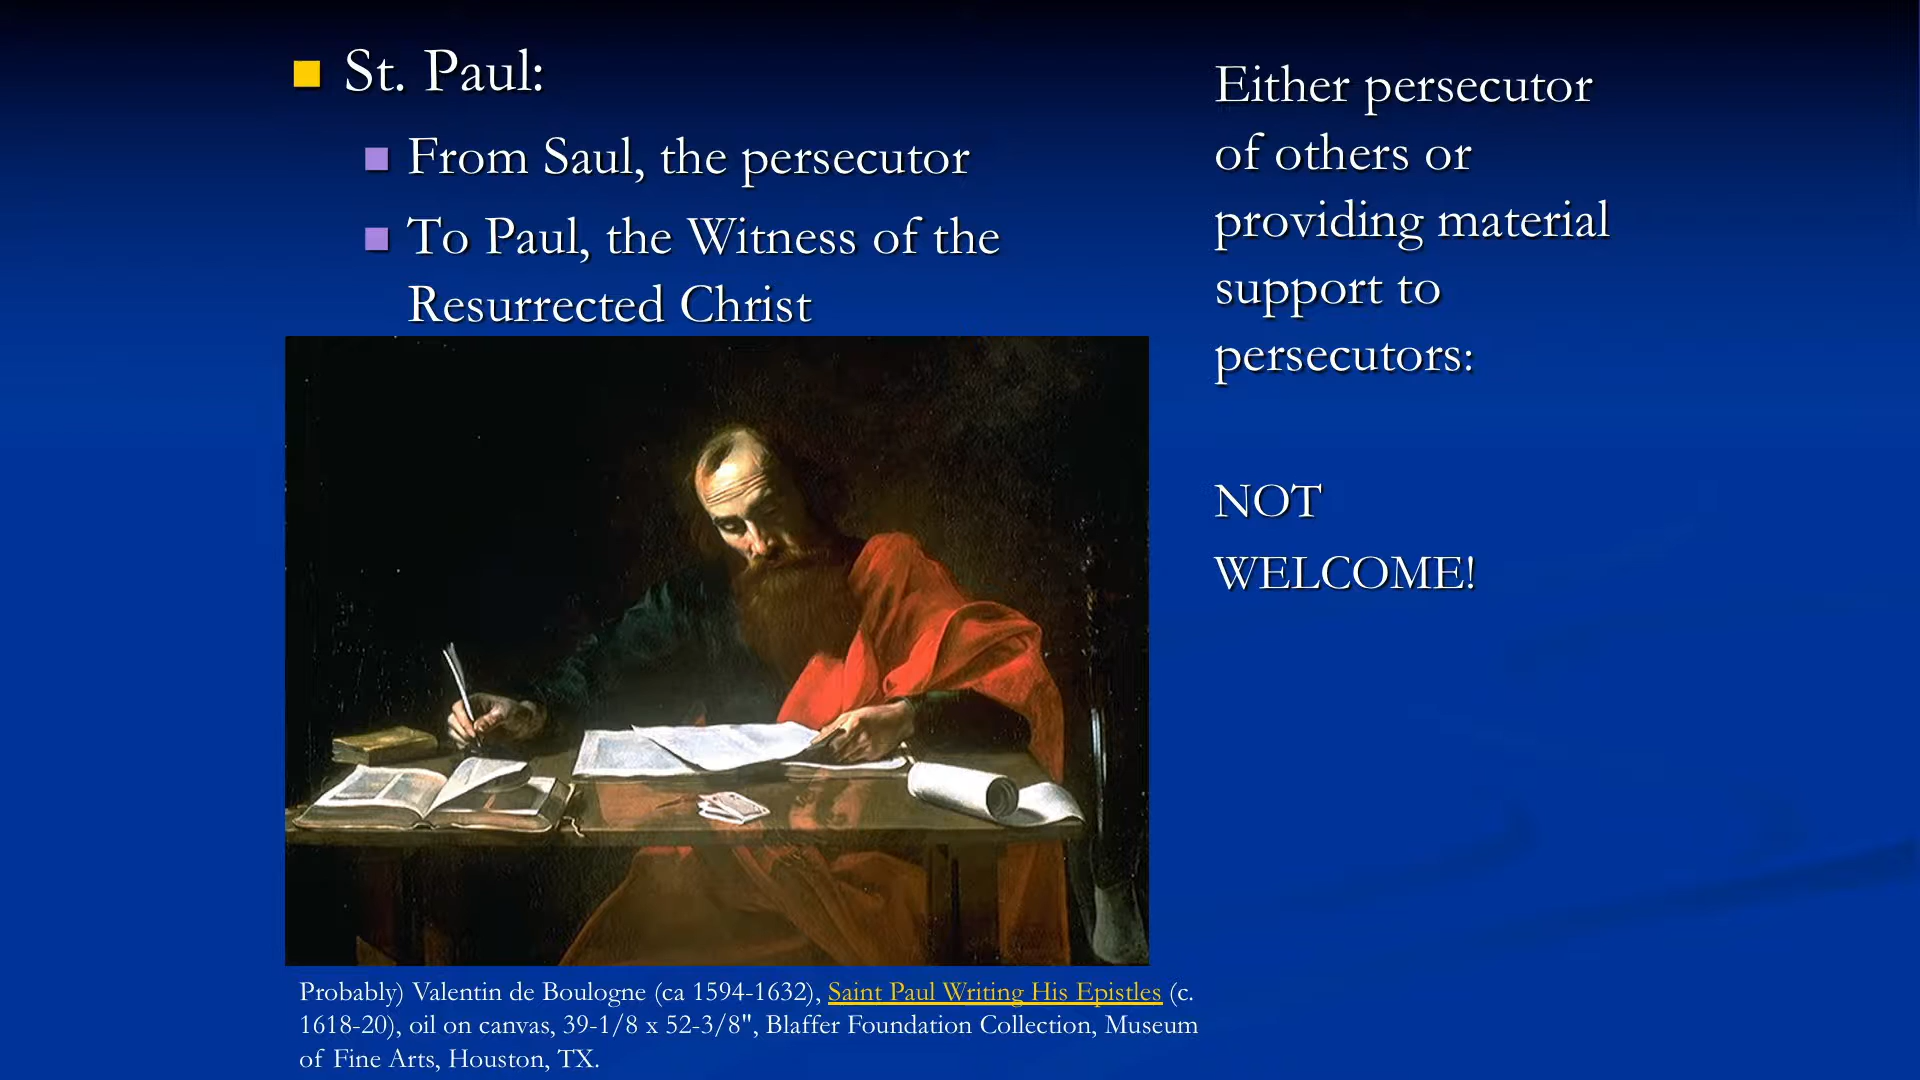 St. Paul:
From Saul, the persecutor
To Paul, the Witness of the
Resurrected Christ
Either persecutor
of others or
providing material
support to
persecutors:
NOT
WELCOME!
Probably) Valentin de Boulogne (ca 1594-1632), Saint Paul Writing His Epistles (c.
1618-20), oil on canvas, 39-1/8 x 52-3/8", Blaffer Foundation Collection, Museum
of Fine Arts, Houston, TX.